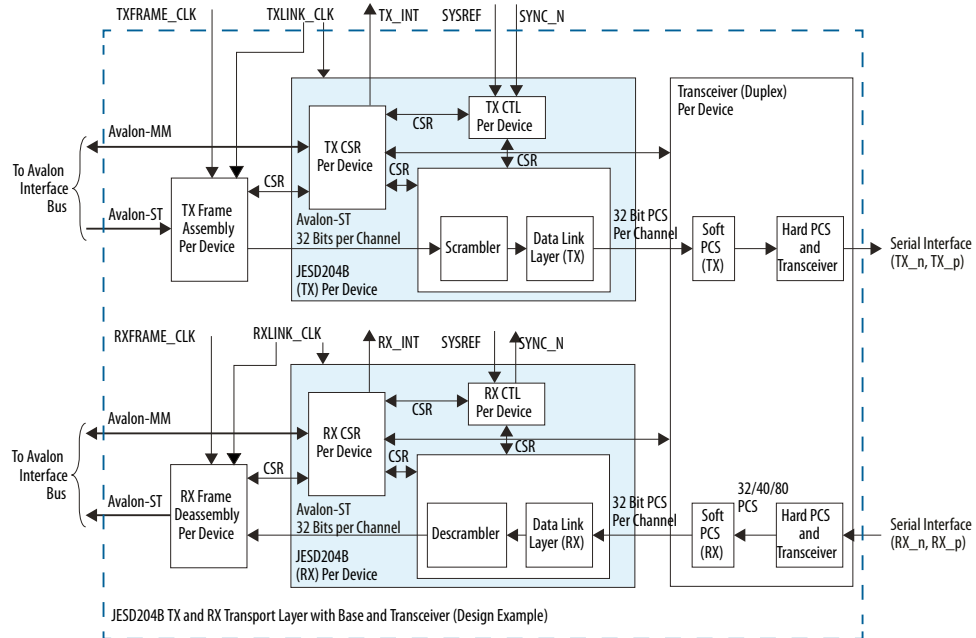 TXFRAME_CLK
TXLINK_CLK
TX_INT
SYSREF
SYNC_N
Transceiver (Duplex)
Per Device
TX CTL
Per Device
CSR
Avalon-MM
TX CSR
Per Device
CSR
CSR
To Avalon
Interface
Bus
CSR
TX Frame
Assembly
Per Device
Avalon-ST
Avalon-ST
32 Bits per Channel
32 Bit PCS
Per Channel
Scrambler
Data Link
Layer (TX)
Soft
PCS
(TX)
Hard PCS
and
Transceiver
Serial Interface
(TX_n, TX_p)
JESD204B
(TX) Per Device
RXFRAME_CLK
RXLINK_CLK
RX_INT
SYSREF
SYNC_N
RX CTL
Per Device
CSR
Avalon-MM
RX CSR
Per Device
CSR
CSR
To Avalon
Interface
Bus
CSR
RX Frame
Deassembly
Per Device
Avalon-ST
Avalon-ST
32 Bits per Channel
32 Bit PCS
Per Channel
32/40/80
PCS
Descrambler
Data Link
Layer (RX)
Soft
PCS
(RX)
Hard PCS
and
Transceiver
Serial Interface
(RX_n, RX_p)
JESD204B
(RX) Per Device
JESD204B TX and RX Transport Layer with Base and Transceiver (Design Example)